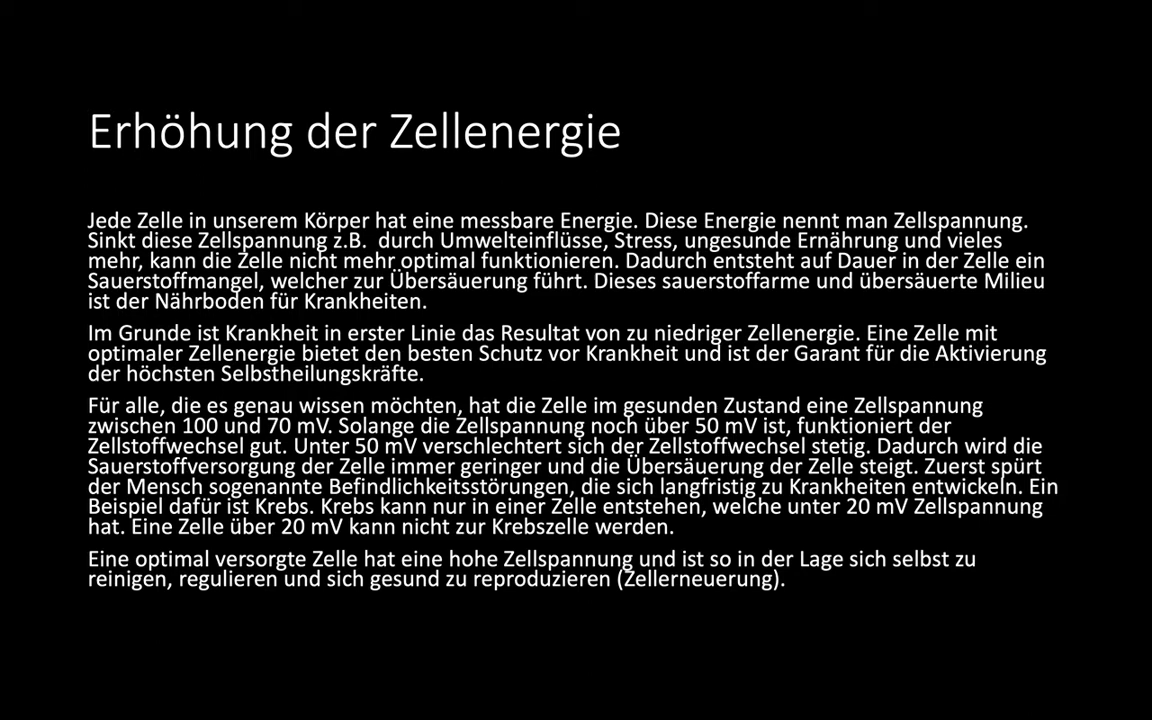 Erhöhung der Zellenergie
Jede Zelle in unserem Körper hat eine messbare Energie. Diese Energie nennt man Zellspannung.
Sinkt diese Zellspannung z.B.  durch Umwelteinflüsse, Stress, ungesunde Ernährung und vieles
mehr, kann die Zelle nicht mehr optimal funktionieren. Dadurch entsteht auf Dauer in der Zelle ein
Sauerstoffmangel, welcher zur Übersäuerung führt. Dieses sauerstoffarme und übersäuerte Milieu
ist der Nährboden für Krankheiten.
Im Grunde ist Krankheit in erster Linie das Resultat von zu niedriger Zellenergie. Eine Zelle mit
optimaler Zellenergie bietet den besten Schutz vor Krankheit und ist der Garant für die Aktivierung
der höchsten Selbstheilungskräfte.
Für alle, die es genau wissen möchten, hat die Zelle im gesunden Zustand eine Zellspannung
zwischen 100 und 70 mV. Solange die Zellspannung noch über 50 mV ist, funktioniert der
Zellstoffwechsel gut. Unter 50 mV verschlechtert sich der Zellstoffwechsel stetig. Dadurch wird die
Sauerstoffversorgung der Zelle immer geringer und die Übersäuerung der Zelle steigt. Zuerst spürt
der Mensch sogenannte Befindlichkeitsstörungen, die sich langfristig zu Krankheiten entwickeln. Ein
Beispiel dafür ist Krebs. Krebs kann nur in einer Zelle entstehen, welche unter 20 mV Zellspannung
hat. Eine Zelle über 20 mV kann nicht zur Krebszelle werden.
Eine optimal versorgte Zelle hat eine hohe Zellspannung und ist so in der Lage sich selbst zu
reinigen, regulieren und sich gesund zu reproduzieren (Zellerneuerung).